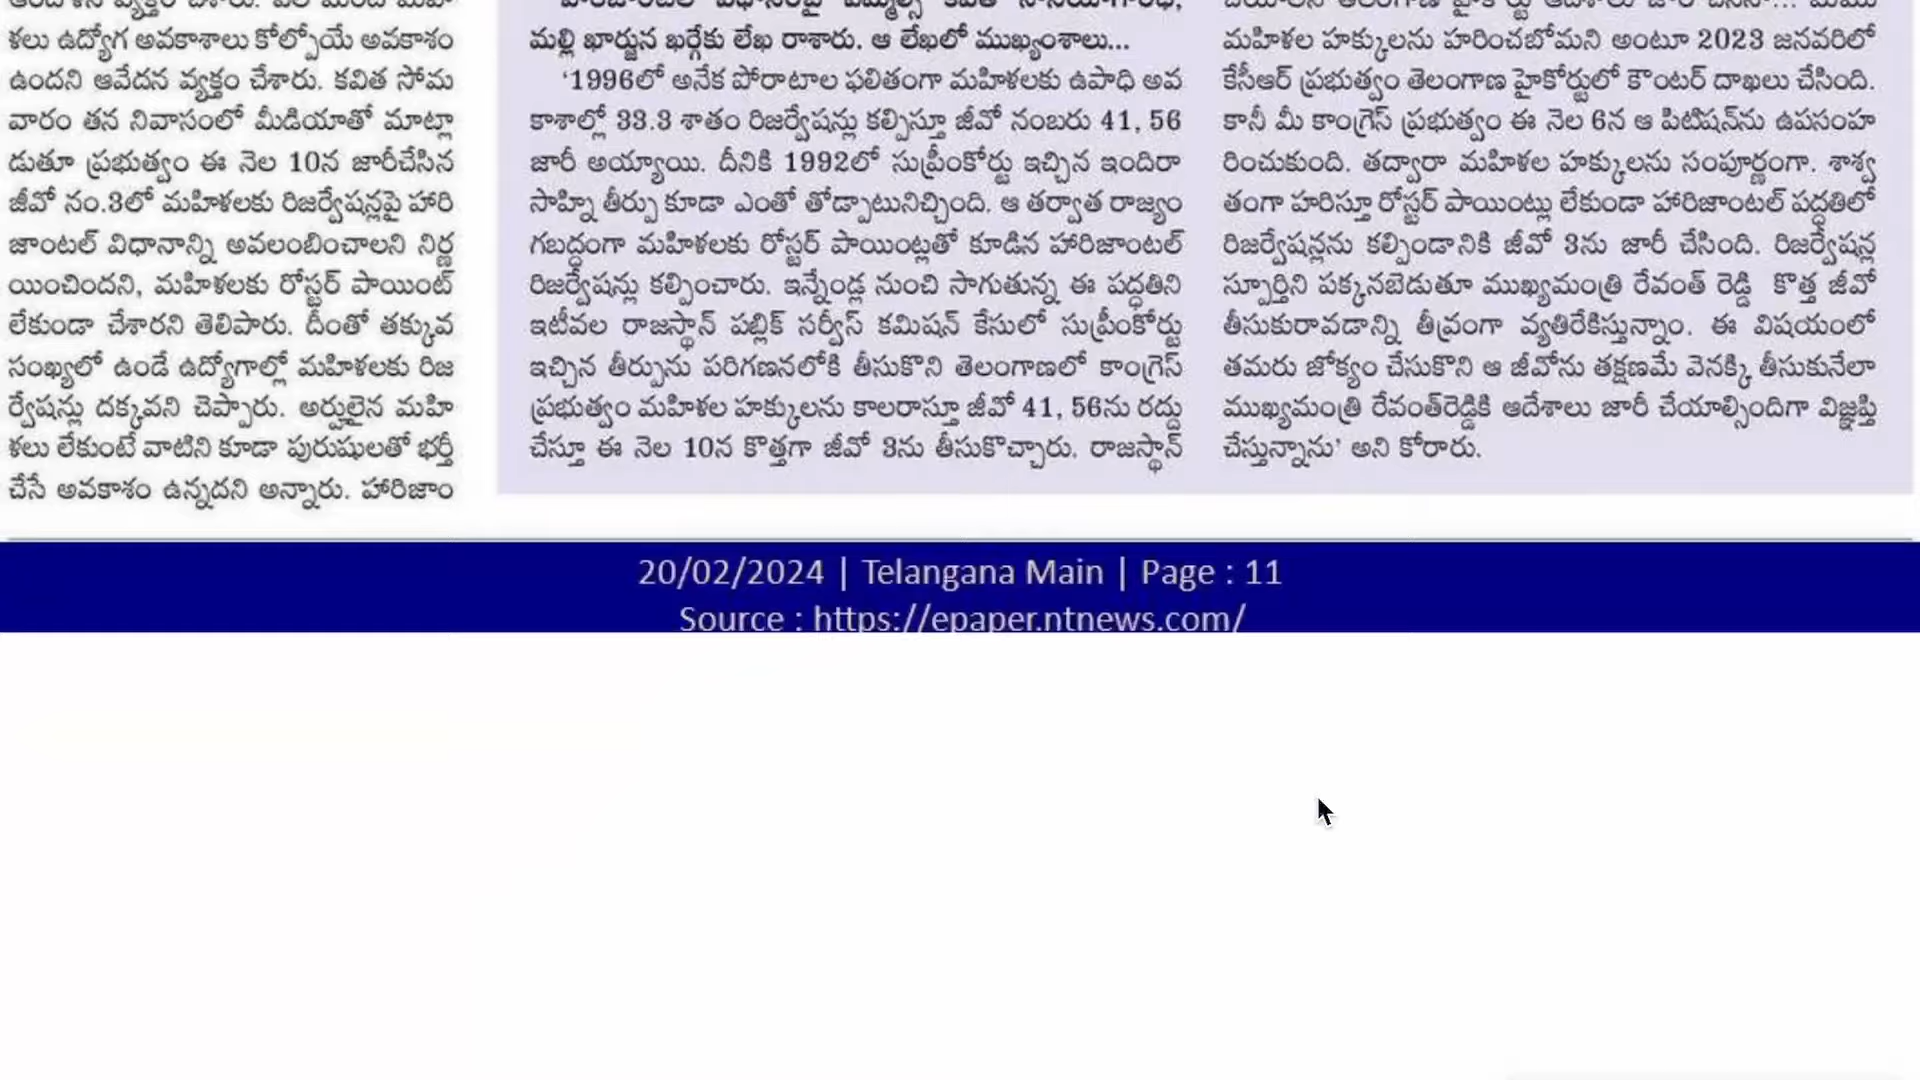 ళలు ఉద్యోగ అవకాశాలు కోల్పోయే అవకాశం
ఉందని ఆవేదన వ్యక్తం చేశారు. కవిత సోమ
వారం తన నివాసంలో మీడియాతో మాట్లా
డుతూ ప్రభుత్వం ఈ నెల 10న జారీచేసిన
జీవో నం.3లో మహిళలకు రిజర్వేషన్లపై హారి
జాంటల్ విధానాన్ని అవలంబించాలని నిర్ణ
యించిందని, మహిళలకు రోస్టర్ పాయింట్
లేకుండా చేశారని తెలిపారు. దీంతో తక్కువ
సంఖ్యలో ఉండే ఉద్యోగాల్లో మహిళలకు రిజ
ర్వేషన్లు దక్కవని చెప్పారు. అర్హులైన మహి
ళలు లేకుంటే వాటిని కూడా పురుషులతో భర్తీ
చేసే అవకాశం ఉన్నదని అన్నారు. హారిజాం
మల్లి ఖార్జున ఖర్గేకు లేఖ రాశారు. ఆ లేఖలో ముఖ్యంశాలు...
‘1996లో అనేక పోరాటాల ఫలితంగా మహిళలకు ఉపాధి అవ
కాశాల్లో 33.3 శాతం రిజర్వేషన్లు కల్పిస్తూ జీవో నంబరు 41, 56
జారీ అయ్యాయి. దీనికి 1992లో సుప్రీంకోర్టు ఇచ్చిన ఇందిరా
సాహ్ని తీర్పు కూడా ఎంతో తోడ్పాటునిచ్చింది. ఆ తర్వాత రాజ్యం
గబద్ధంగా మహిళలకు రోస్టర్ పాయింట్లతో కూడిన హారిజాంటల్
రిజర్వేషన్లు కల్పించారు. ఇన్నేండ్ల నుంచి సాగుతున్న ఈ పద్ధతిని
ఇటీవల రాజస్థాన్ పబ్లిక్ సర్వీస్ కమిషన్ కేసులో సుప్రీంకోర్టు
ఇచ్చిన తీర్పును పరిగణనలోకి తీసుకొని తెలంగాణలో కాంగ్రెస్
ప్రభుత్వం మహిళల హక్కులను కాలరాస్తూ జీవో 41, 56ను రద్దు
చేస్తూ ఈ నెల 10న కొత్తగా జీవో 3ను తీసుకొచ్చారు. రాజస్థాన్
మహిళల హక్కులను హరించబోమని అంటూ 2023 జనవరిలో
కేసీఆర్ ప్రభుత్వం తెలంగాణ హైకోర్టులో కౌంటర్ దాఖలు చేసింది.
కానీ మీ కాంగ్రెస్ ప్రభుత్వం ఈ నెల 6న ఆ పిటిషన్‌ను ఉపసంహ
రించుకుంది. తద్వారా మహిళల హక్కులను సంపూర్ణంగా. శాశ్వ
తంగా హరిస్తూ రోస్టర్ పాయింట్లు లేకుండా హారిజాంటల్ పద్ధతిలో
రిజర్వేషన్లను కల్పిండానికి జీవో 3ను జారీ చేసింది. రిజర్వేషన్ల
స్పూర్తిని పక్కనబెడుతూ ముఖ్యమంత్రి రేవంత్ రెడ్డి కొత్త జీవో
తీసుకురావడాన్ని తీవ్రంగా వ్యతిరేకిస్తున్నాం. ఈ విషయంలో
తమరు జోక్యం చేసుకొని ఆ జీవోను తక్షణమే వెనక్కి తీసుకునేలా
ముఖ్యమంత్రి రేవంత్‌రెడ్డికి ఆదేశాలు జారీ చేయాల్సిందిగా విజ్ఞప్తి
చేస్తున్నాను’ అని కోరారు.
20/02/2024 | Telangana Main | Page : 11
Source : https://epaper.ntnews.com/